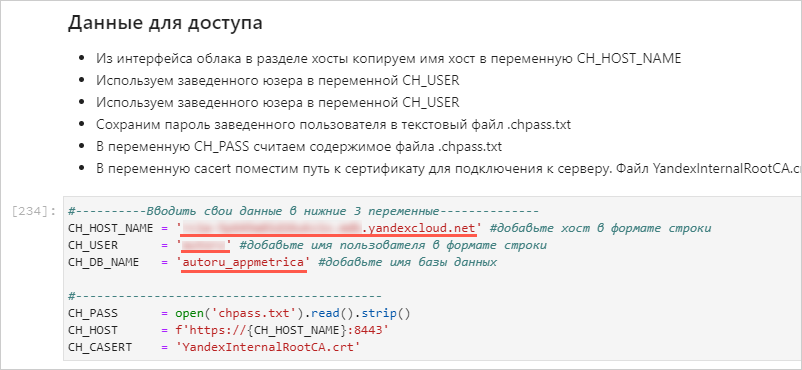 Данные для доступа
Из интерфейса облака в разделе хосты копируем имя хост в переменную CH_HOST_NAME
Используем заведенного юзера в переменной CH_USER
Используем заведенного юзера в переменной CH_USER
Сохраним пароль заведенного пользователя в текстовый файл .chpass.txt
В переменную CH_PASS считаем содержимое файла .chpass.txt
В переменную cacert поместим путь к сертификату для подключения к серверу. Файл YandexInternalRootCA.cr
[234]: #----------Вводить свои данные в нижние 3 переменные--------------
CH_HOST_NAME = '.yandexcloud.net' #добавьте хост в формате строки
CH_USER = '' #добавьте имя пользователя в формате строки
CH_DB_NAME = 'autoru_appmetrica' #добавьте имя базы данных
#-------------------------------------------
CH_PASS = open('chpass.txt').read().strip()
CH_HOST = f'https://{CH_HOST_NAME}:8443'
CH_CASERT = 'YandexInternalRootCA.crt'